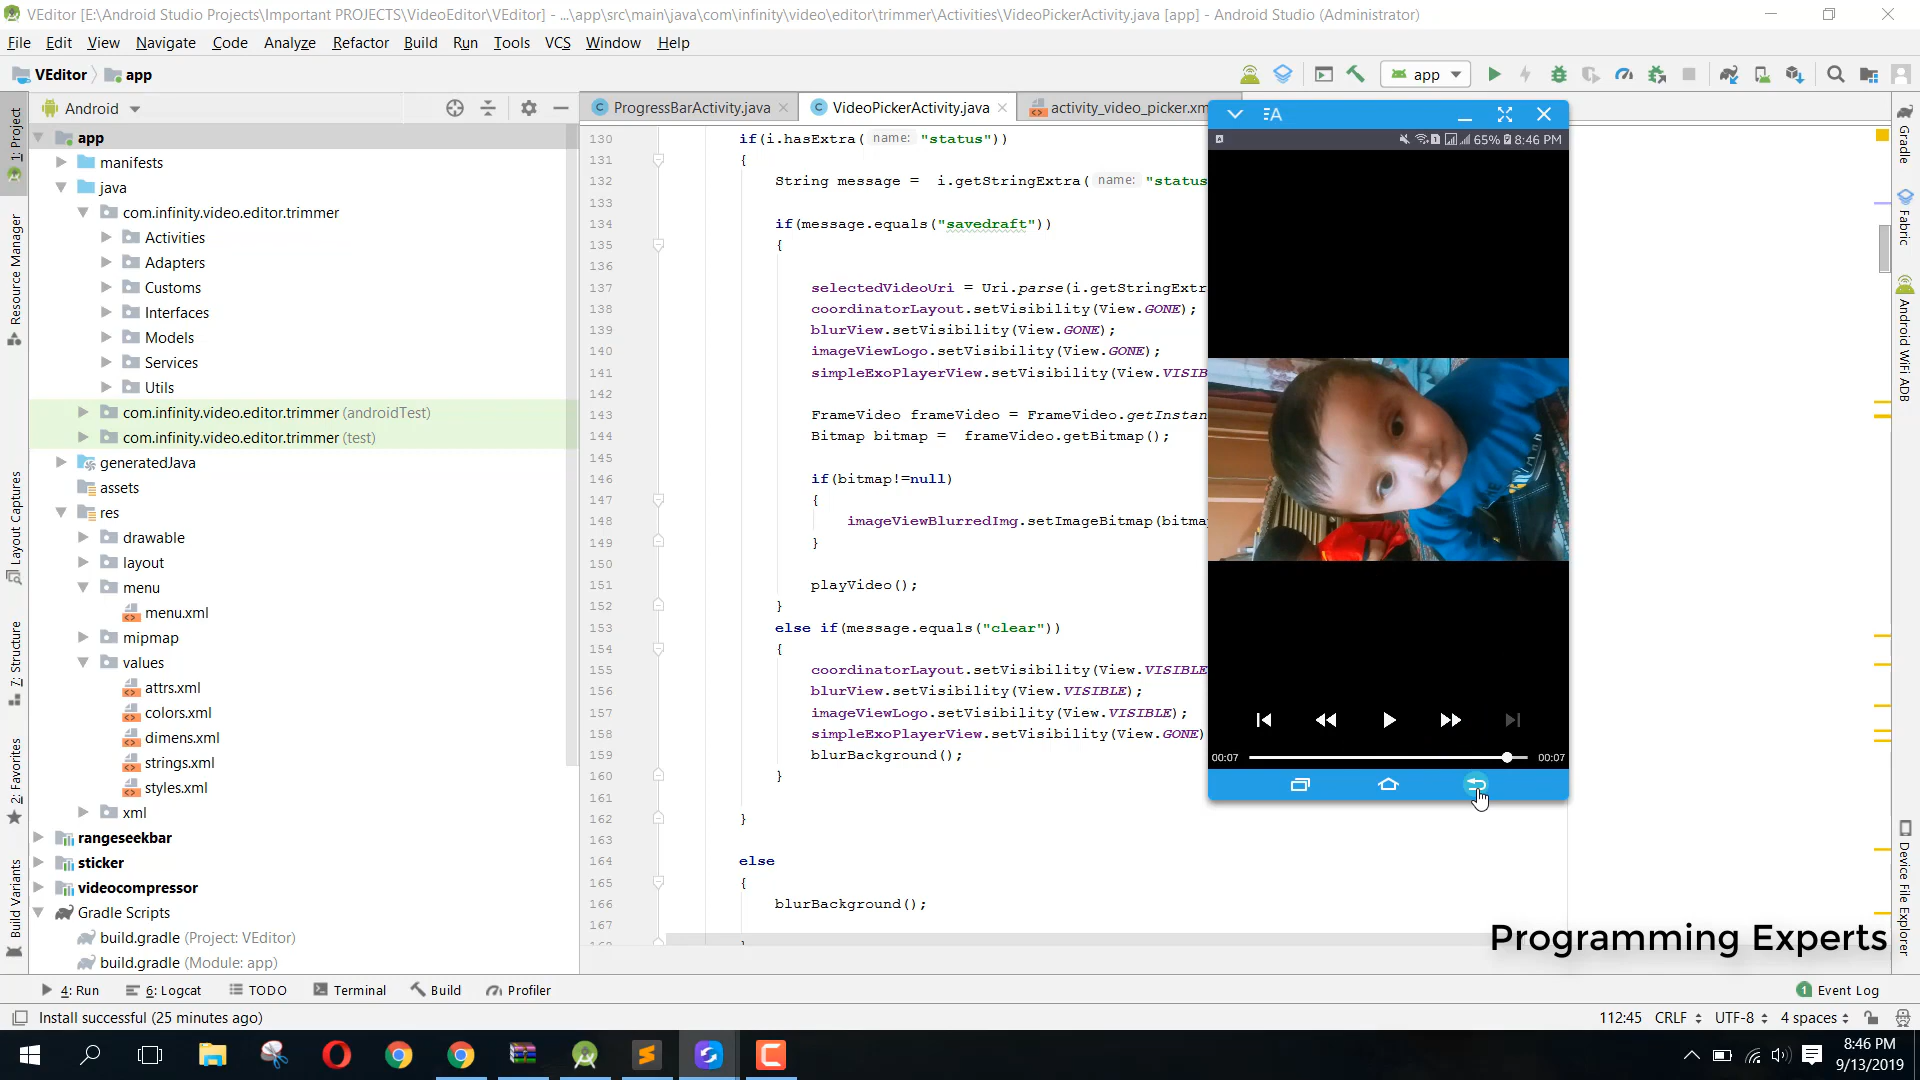 VEditor [E:\Android Studio Projects\Important PROJECTS\VideoEditor\VEditor] - ...\app\src\main\java\com\infinity\video\editor\trimmer\Activities\VideoPickerActivity.java [app] - Android Studio (Administrator)
File Edit View Navigate Code Analyze Refactor Build Run Tools VCS Window Help
VEditor app
app
Android
ProgressBarActivity.java VideoPickerActivity.java activity_video_picker.xm
1: Project
Resource Manager
Layout Captures
7: Structure
2: Favorites
Build Variants
app
manifests
java
com.infinity.video.editor.trimmer
Activities
Adapters
Customs
Interfaces
Models
Services
Utils
com.infinity.video.editor.trimmer (androidTest)
com.infinity.video.editor.trimmer (test)
generatedJava
assets
res
drawable
layout
menu
menu.xml
mipmap
values
attrs.xml
colors.xml
dimens.xml
strings.xml
styles.xml
xml
rangeseekbar
sticker
videocompressor
Gradle Scripts
build.gradle (Project: VEditor)
build.gradle (Module: app)
130 if(i.hasExtra( name: "status"))
131 {
132 String message = i.getStringExtra( name: "status
133
134 if(message.equals("savedraft"))
135 {
136
137 selectedVideoUri = Uri.parse(i.getStringExtr
138 coordinatorLayout.setVisibility(View.GONE);
139 blurView.setVisibility(View.GONE);
140 imageViewLogo.setVisibility(View.GONE);
141 simpleExoPlayerView.setVisibility(View.VISIB
142
143 FrameVideo frameVideo = FrameVideo.getInstan
144 Bitmap bitmap = frameVideo.getBitmap();
145
146 if(bitmap!=null)
147 {
148 imageViewBlurredImg.setImageBitmap(bitma
149 }
150
151 playVideo();
152 }
153 else if(message.equals("clear"))
154 {
155 coordinatorLayout.setVisibility(View.VISIBLE
156 blurView.setVisibility(View.VISIBLE);
157 imageViewLogo.setVisibility(View.VISIBLE);
158 simpleExoPlayerView.setVisibility(View.GONE)
159 blurBackground();
160 }
161
162 }
163
164 else
165 {
166 blurBackground();
167
65% 8:46 PM
00:07 00:07
Gradle
Fabric
Android WiFi ADB
Device File Explorer
Programming Experts
4: Run 6: Logcat TODO Terminal Build Profiler 1 Event Log
Install successful (25 minutes ago) 112:45 CRLF UTF-8 4 spaces
8:46 PM
9/13/2019